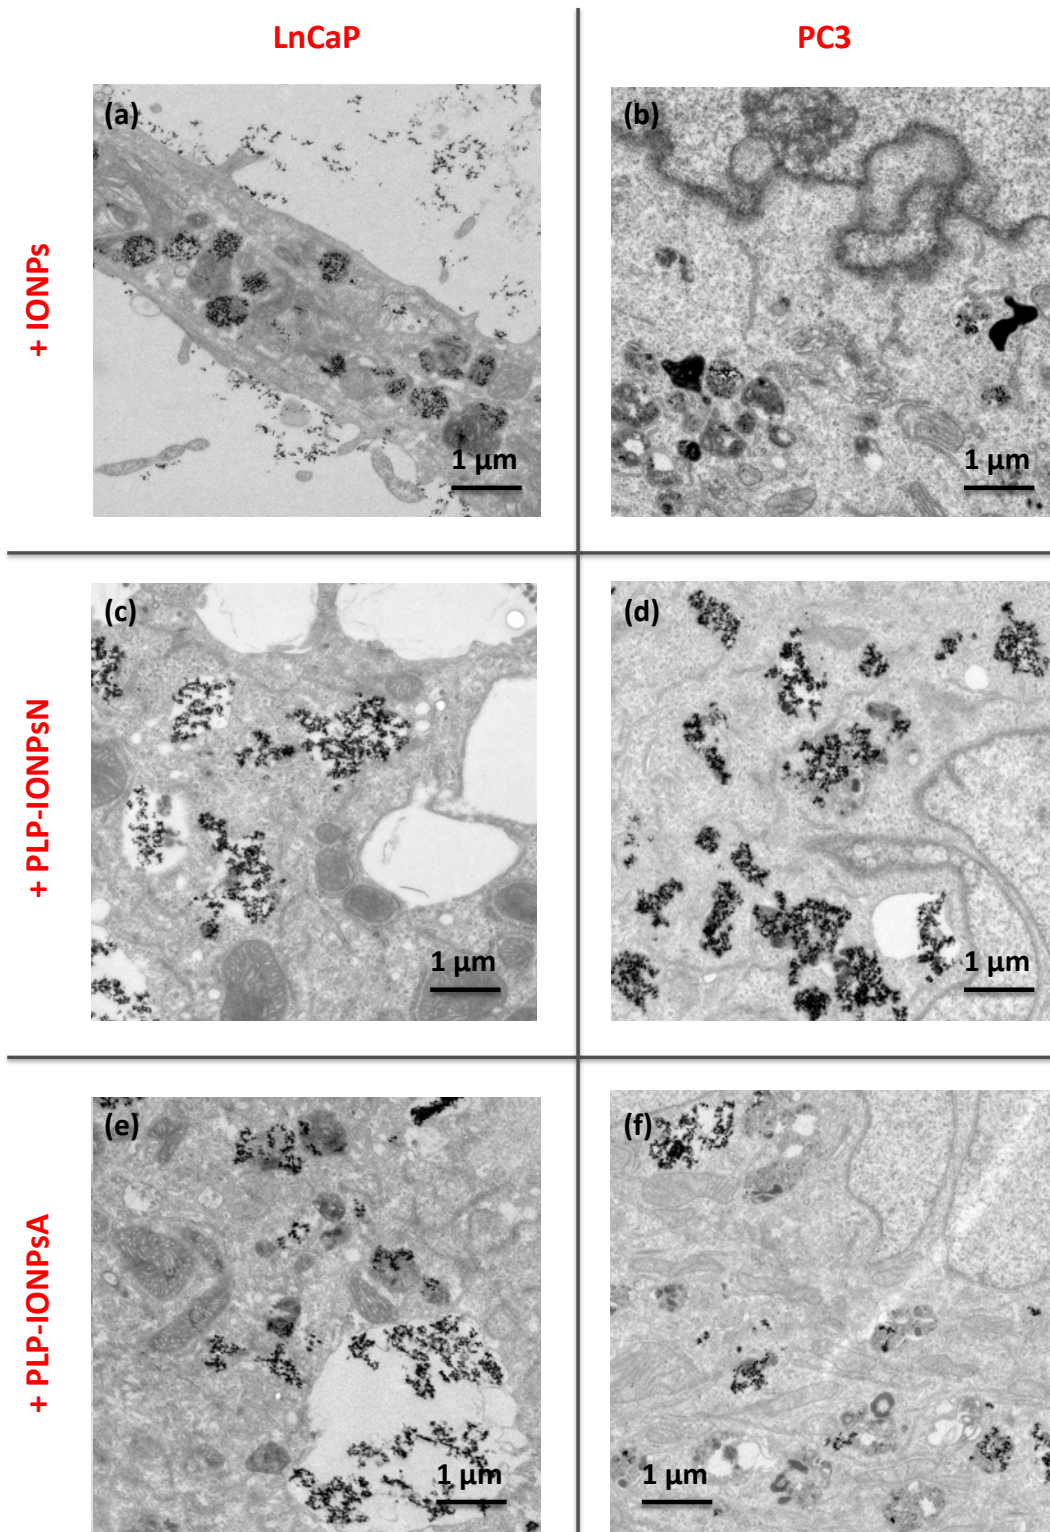 LnCaP
PC3
+ IONPs
(a)
1 µm
(b)
1 µm
+ PLP-IONPsN
(c)
1 µm
(d)
1 µm
+ PLP-IONPsA
(e)
1 µm
(f)
1 µm